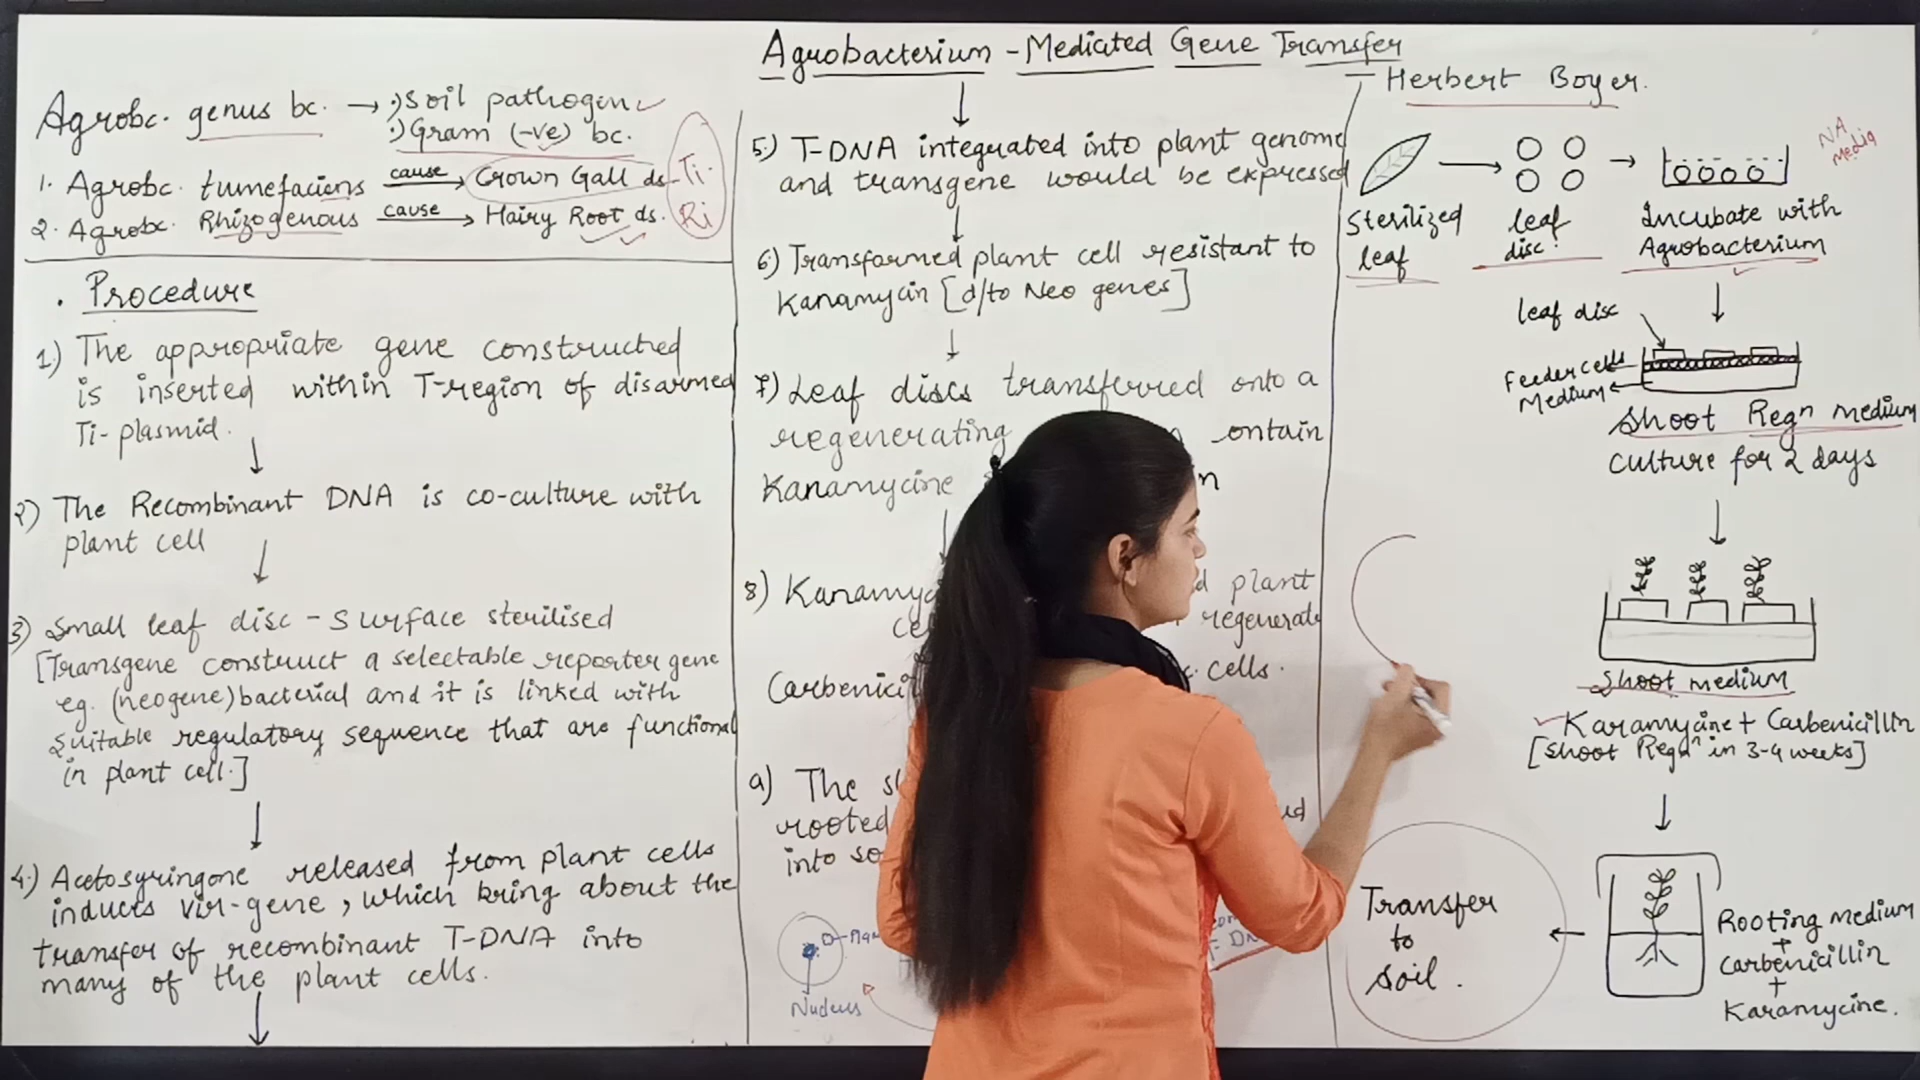 Agrobacterium - Mediated Gene Transfer
- Herbert Boyer.
Agrobc. genus bc. → •) Soil pathogen
•) Gram (-ve) bc.
1. Agrobc. tumefaciens cause → Crown Gall ds Ti
2. Agrobc. Rhizogenous cause → Hairy Root ds. Ri
• Procedure
1.) The appropriate gene constructed
is inserted within T-region of disarmed
Ti-plasmid.
2) The Recombinant DNA is co-culture with
plant cell
3) Small leaf disc - Surface sterilised
[Transgene construct a selectable reporter gene
eg. (neogene) bacterial and it is linked with
suitable regulatory sequence that are functional
in plant cell.]
4.) Acetosyringone released from plant cells
induces vir-gene, which bring about the
transfer of recombinant T-DNA into
many of the plant cells.
5.) T-DNA integrated into plant genome
and transgene would be expressed
6) Transformed plant cell resistant to
Kanamycin [d/to Neo genes]
7) Leaf discs transferred onto a
regenerating ontain
Kanamycine n
8) Kanamyc d plant
ce regenerate
Carbenicil cells.
9) The s
rooted
into so
Nucleus
Sterilized
leaf
leaf
disc.
NA
Media
Incubate with
Agrobacterium
leaf disc
Feeder cells
Medium
Shoot Regn medium
Culture for 2 days
Shoot medium
Karamycine + Carbenicillin
[Shoot Regn in 3-4 weeks]
Rooting medium
+
Carbenicillin
+
Karamycine.
Transfer
to
Soil.